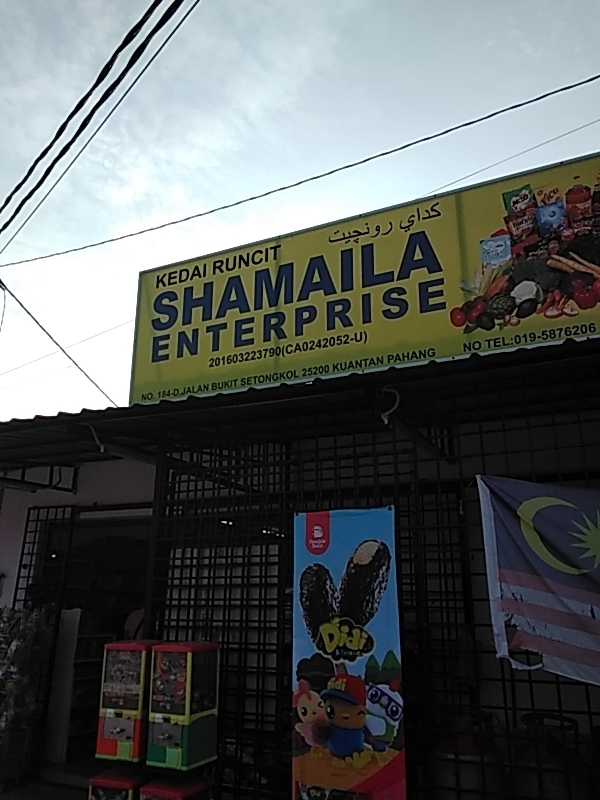 كداي رونچيت
KEDAI RUNCIT
SHAMAILA
ENTERPRISE
201603223790(CA0242052-U)
NO. 184-D,JALAN BUKIT SETONGKOL 25200 KUANTAN PAHANG
NO TEL:019-5876206
Didi
Didi